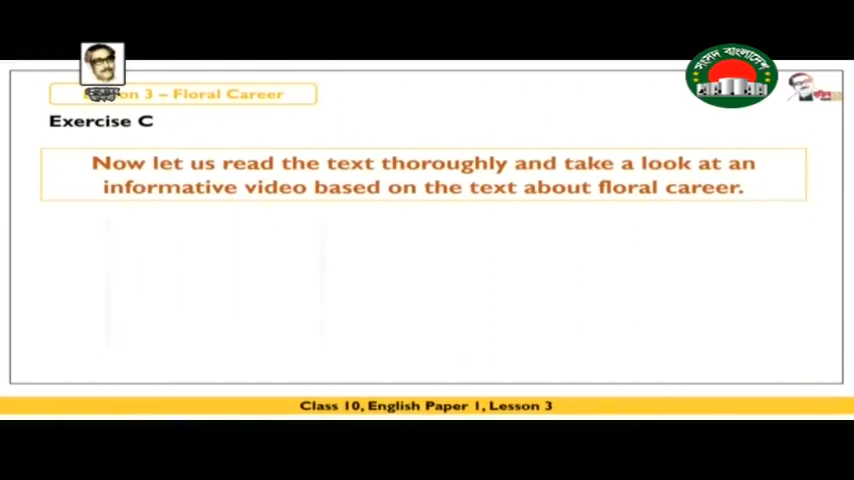 সংসদ বাংলাদেশ
3 – Floral Career
Exercise C
Now let us read the text thoroughly and take a look at an
informative video based on the text about floral career.
Class 10, English Paper 1, Lesson 3